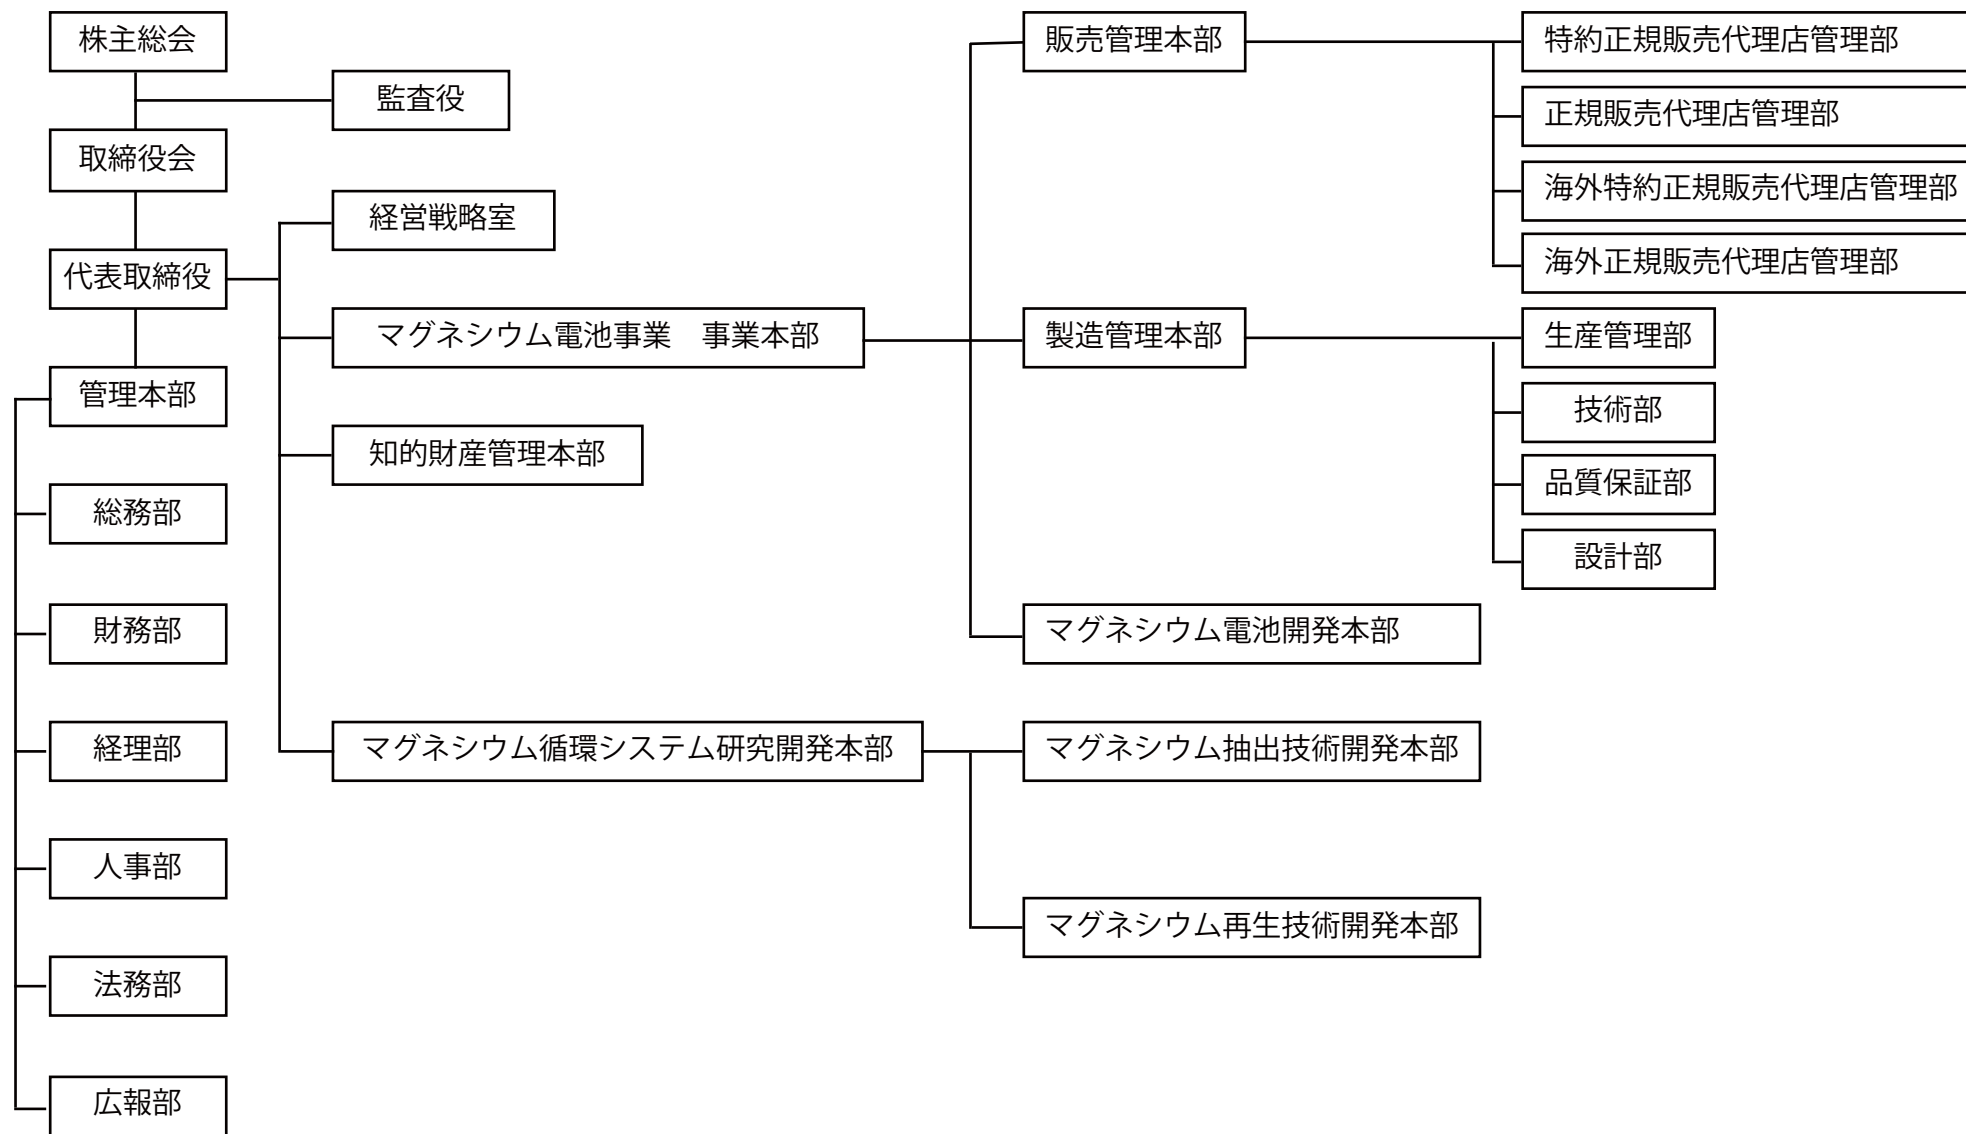 株主総会
監査役
取締役会
代表取締役
管理本部
総務部
財務部
経理部
人事部
法務部
広報部
経営戦略室
マグネシウム電池事業　事業本部
知的財産管理本部
マグネシウム循環システム研究開発本部
販売管理本部
製造管理本部
マグネシウム電池開発本部
マグネシウム抽出技術開発本部
マグネシウム再生技術開発本部
特約正規販売代理店管理部
正規販売代理店管理部
海外特約正規販売代理店管理部
海外正規販売代理店管理部
生産管理部
技術部
品質保証部
設計部